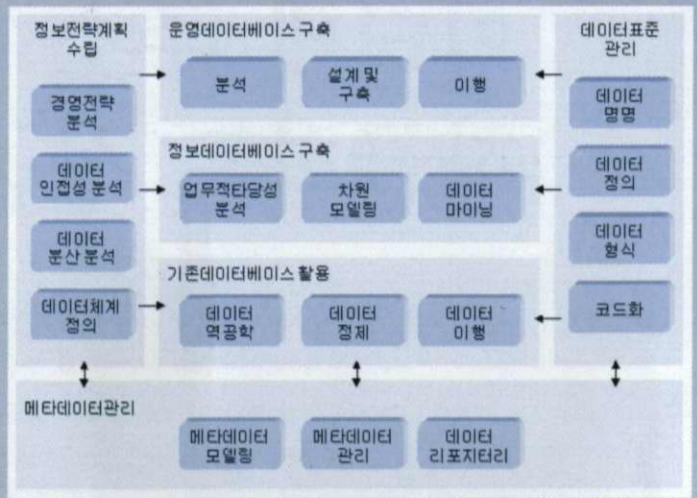 정보전략계획
수립
경영전략
분석
데이터
인접성 분석
데이터
분산 분석
데이터체계
정의
운영데이터베이스 구축
분석
설계 및
구축
이행
정보데이터베이스 구축
업무적타당성
분석
차원
모델링
데이터
마이닝
기존데이터베이스 활용
데이터
역공학
데이터
정제
데이터
이행
데이터표준
관리
데이터
명명
데이터
정의
데이터
형식
코드화
메타데이터관리
메타데이터
모델링
메타데이터
관리
데이터
리포지터리